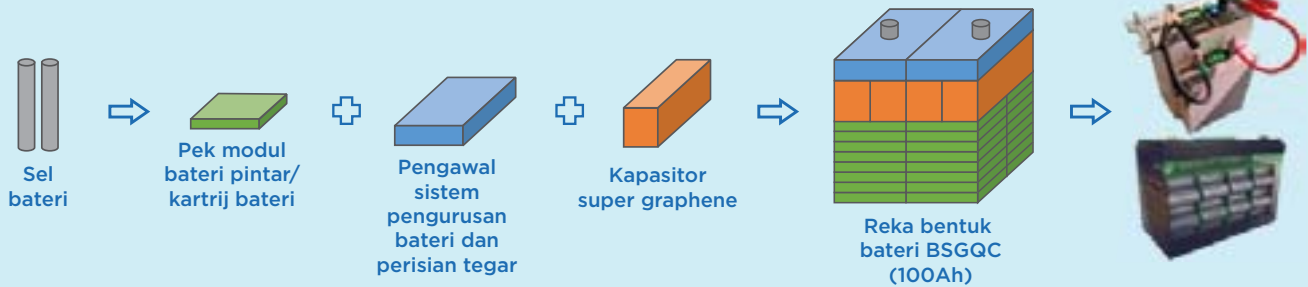 Sel
bateri
Pek modul
bateri pintar/
kartrij bateri
Pengawal
sistem
pengurusan
bateri dan
perisian tegar
Kapasitor
super graphene
Reka bentuk
bateri BSGQC
(100Ah)